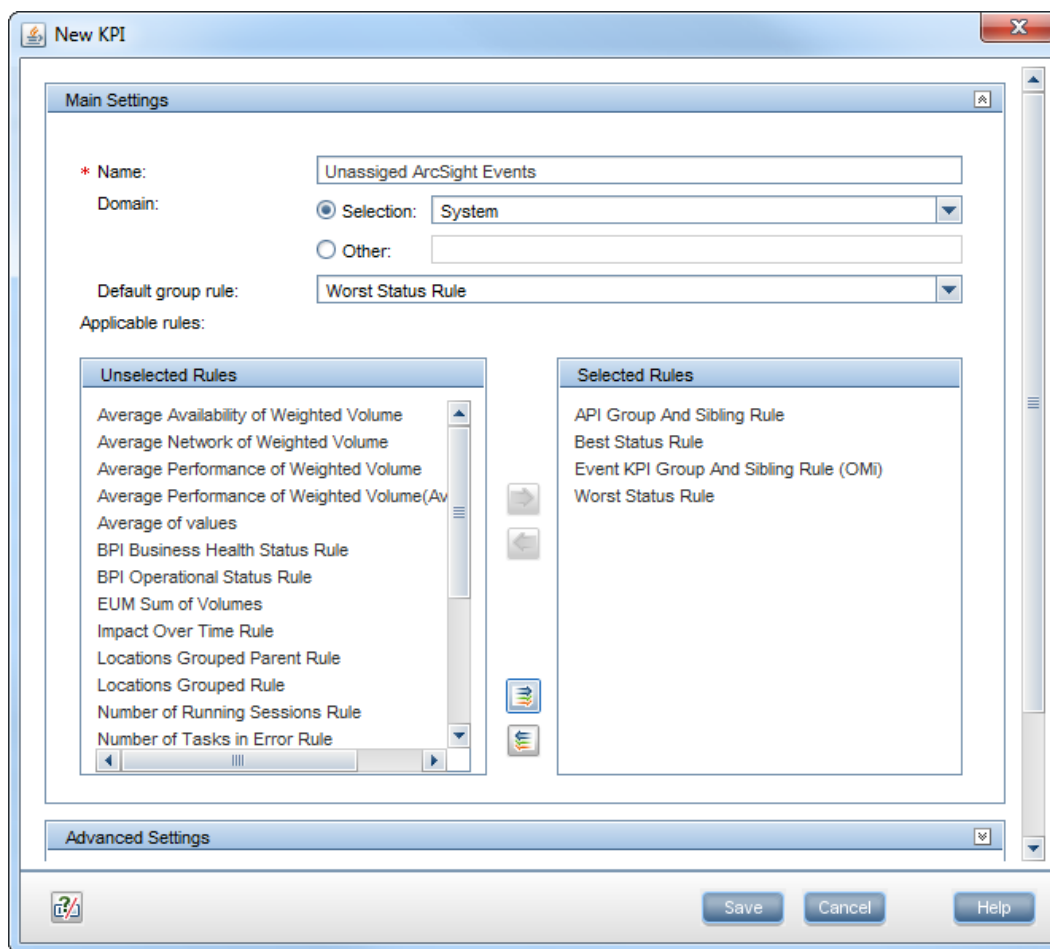 New KPI
Main Settings
* Name: Unassiged ArcSight Events
Domain: Selection: System
Other:
Default group rule: Worst Status Rule
Applicable rules:
Unselected Rules
Average Availability of Weighted Volume
Average Network of Weighted Volume
Average Performance of Weighted Volume
Average Performance of Weighted Volume(Av
Average of values
BPI Business Health Status Rule
BPI Operational Status Rule
EUM Sum of Volumes
Impact Over Time Rule
Locations Grouped Parent Rule
Locations Grouped Rule
Number of Running Sessions Rule
Number of Tasks in Error Rule
Selected Rules
API Group And Sibling Rule
Best Status Rule
Event KPI Group And Sibling Rule (OMi)
Worst Status Rule
Advanced Settings
Save Cancel Help